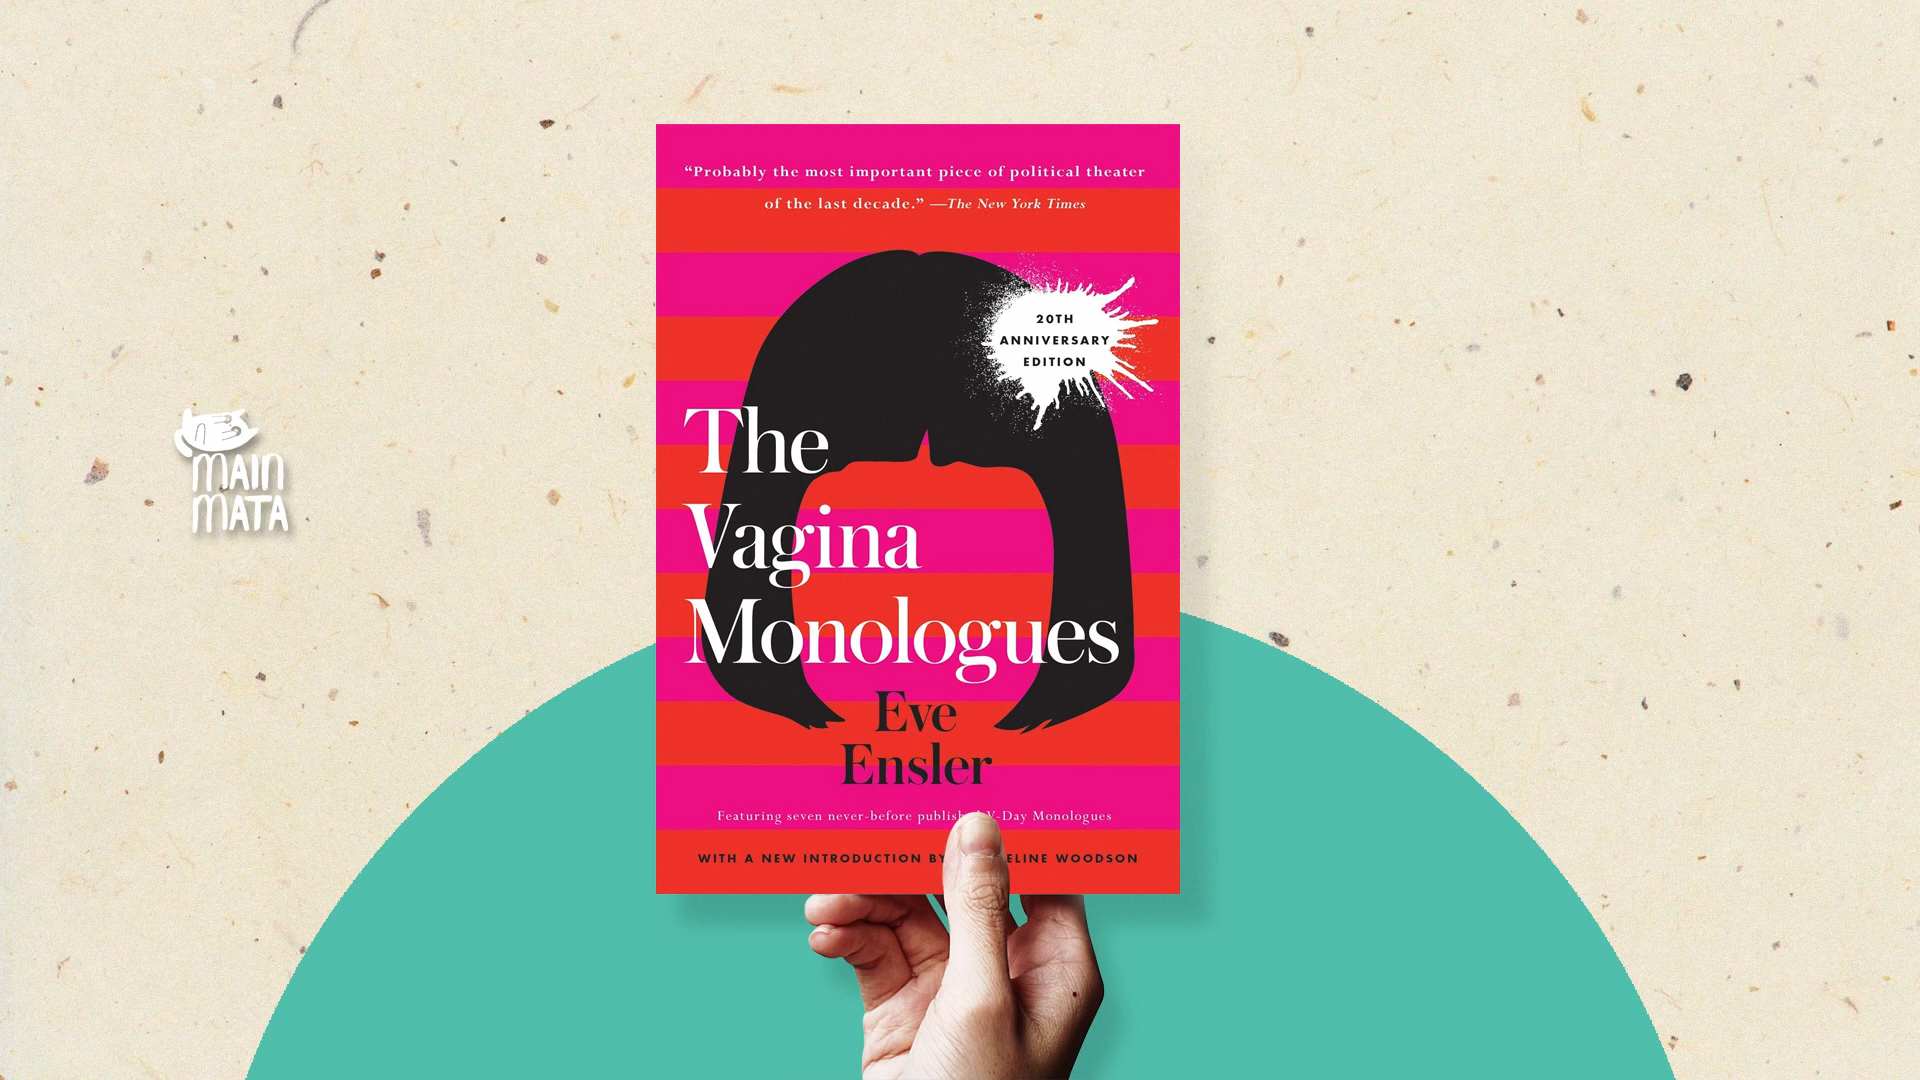 MAIN
MATA
“Probably the most important piece of political theater
of the last decade.” —The New York Times
20TH
ANNIVERSARY
EDITION
The
Vagina
Monologues
Eve
Ensler
Featuring seven never-before V-Day Monologues
WITH A NEW INTRODUCTION BY WOODSON